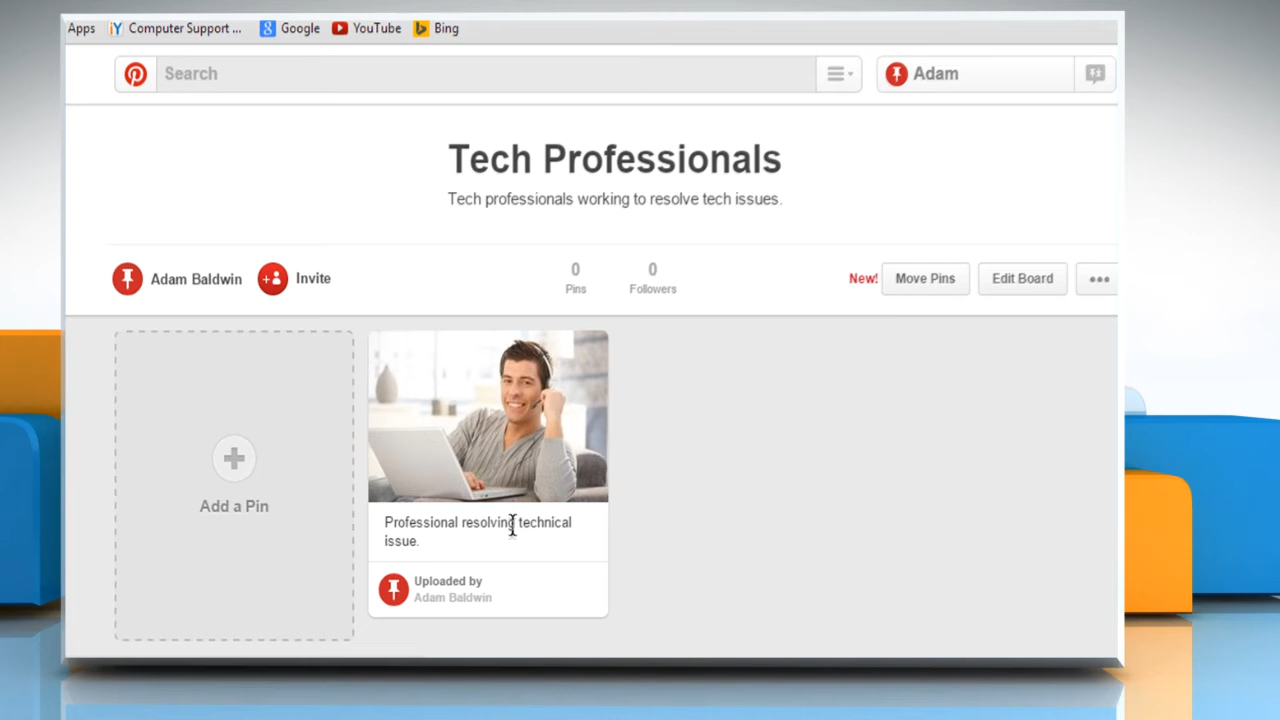 Apps Computer Support ... Google YouTube Bing
Search Adam
Tech Professionals
Tech professionals working to resolve tech issues.
Adam Baldwin Invite 0 0 New! Move Pins Edit Board
Pins Followers
Add a Pin
Professional resolving technical
issue.
Uploaded by
Adam Baldwin